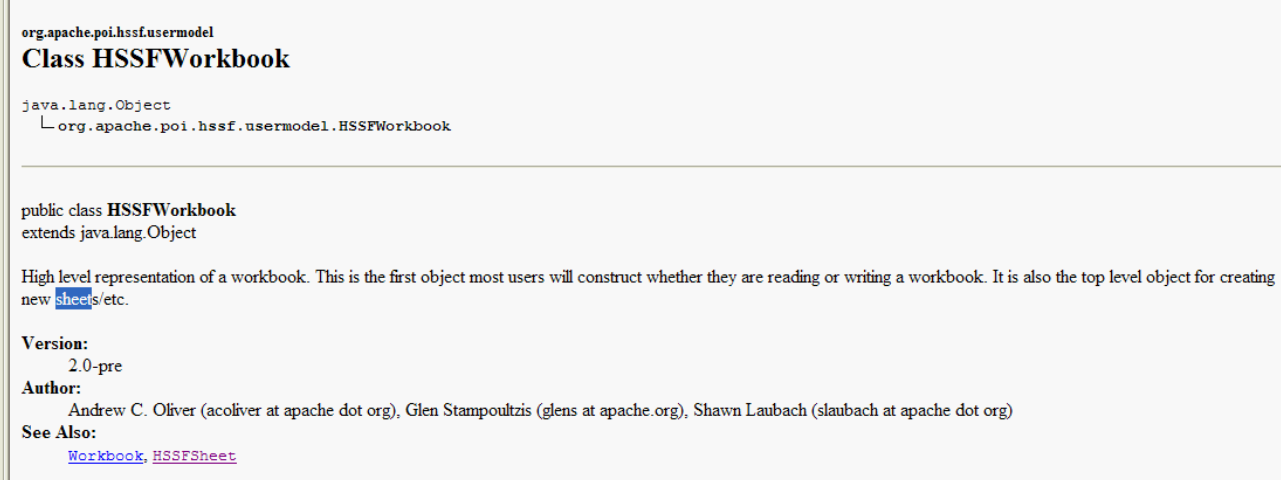 org.apache.poi.hssf.usermodel
Class HSSFWorkbook
java.lang.Object
org.apache.poi.hssf.usermodel.HSSFWorkbook
public class HSSFWorkbook
extends java.lang.Object
High level representation of a workbook. This is the first object most users will construct whether they are reading or writing a workbook. It is also the top level object for creating
new sheets/etc.
Version:
2.0-pre
Author:
Andrew C. Oliver (acoliver at apache dot org), Glen Stampoultzis (glens at apache.org), Shawn Laubach (slaubach at apache dot org)
See Also:
Workbook, HSSFSheet